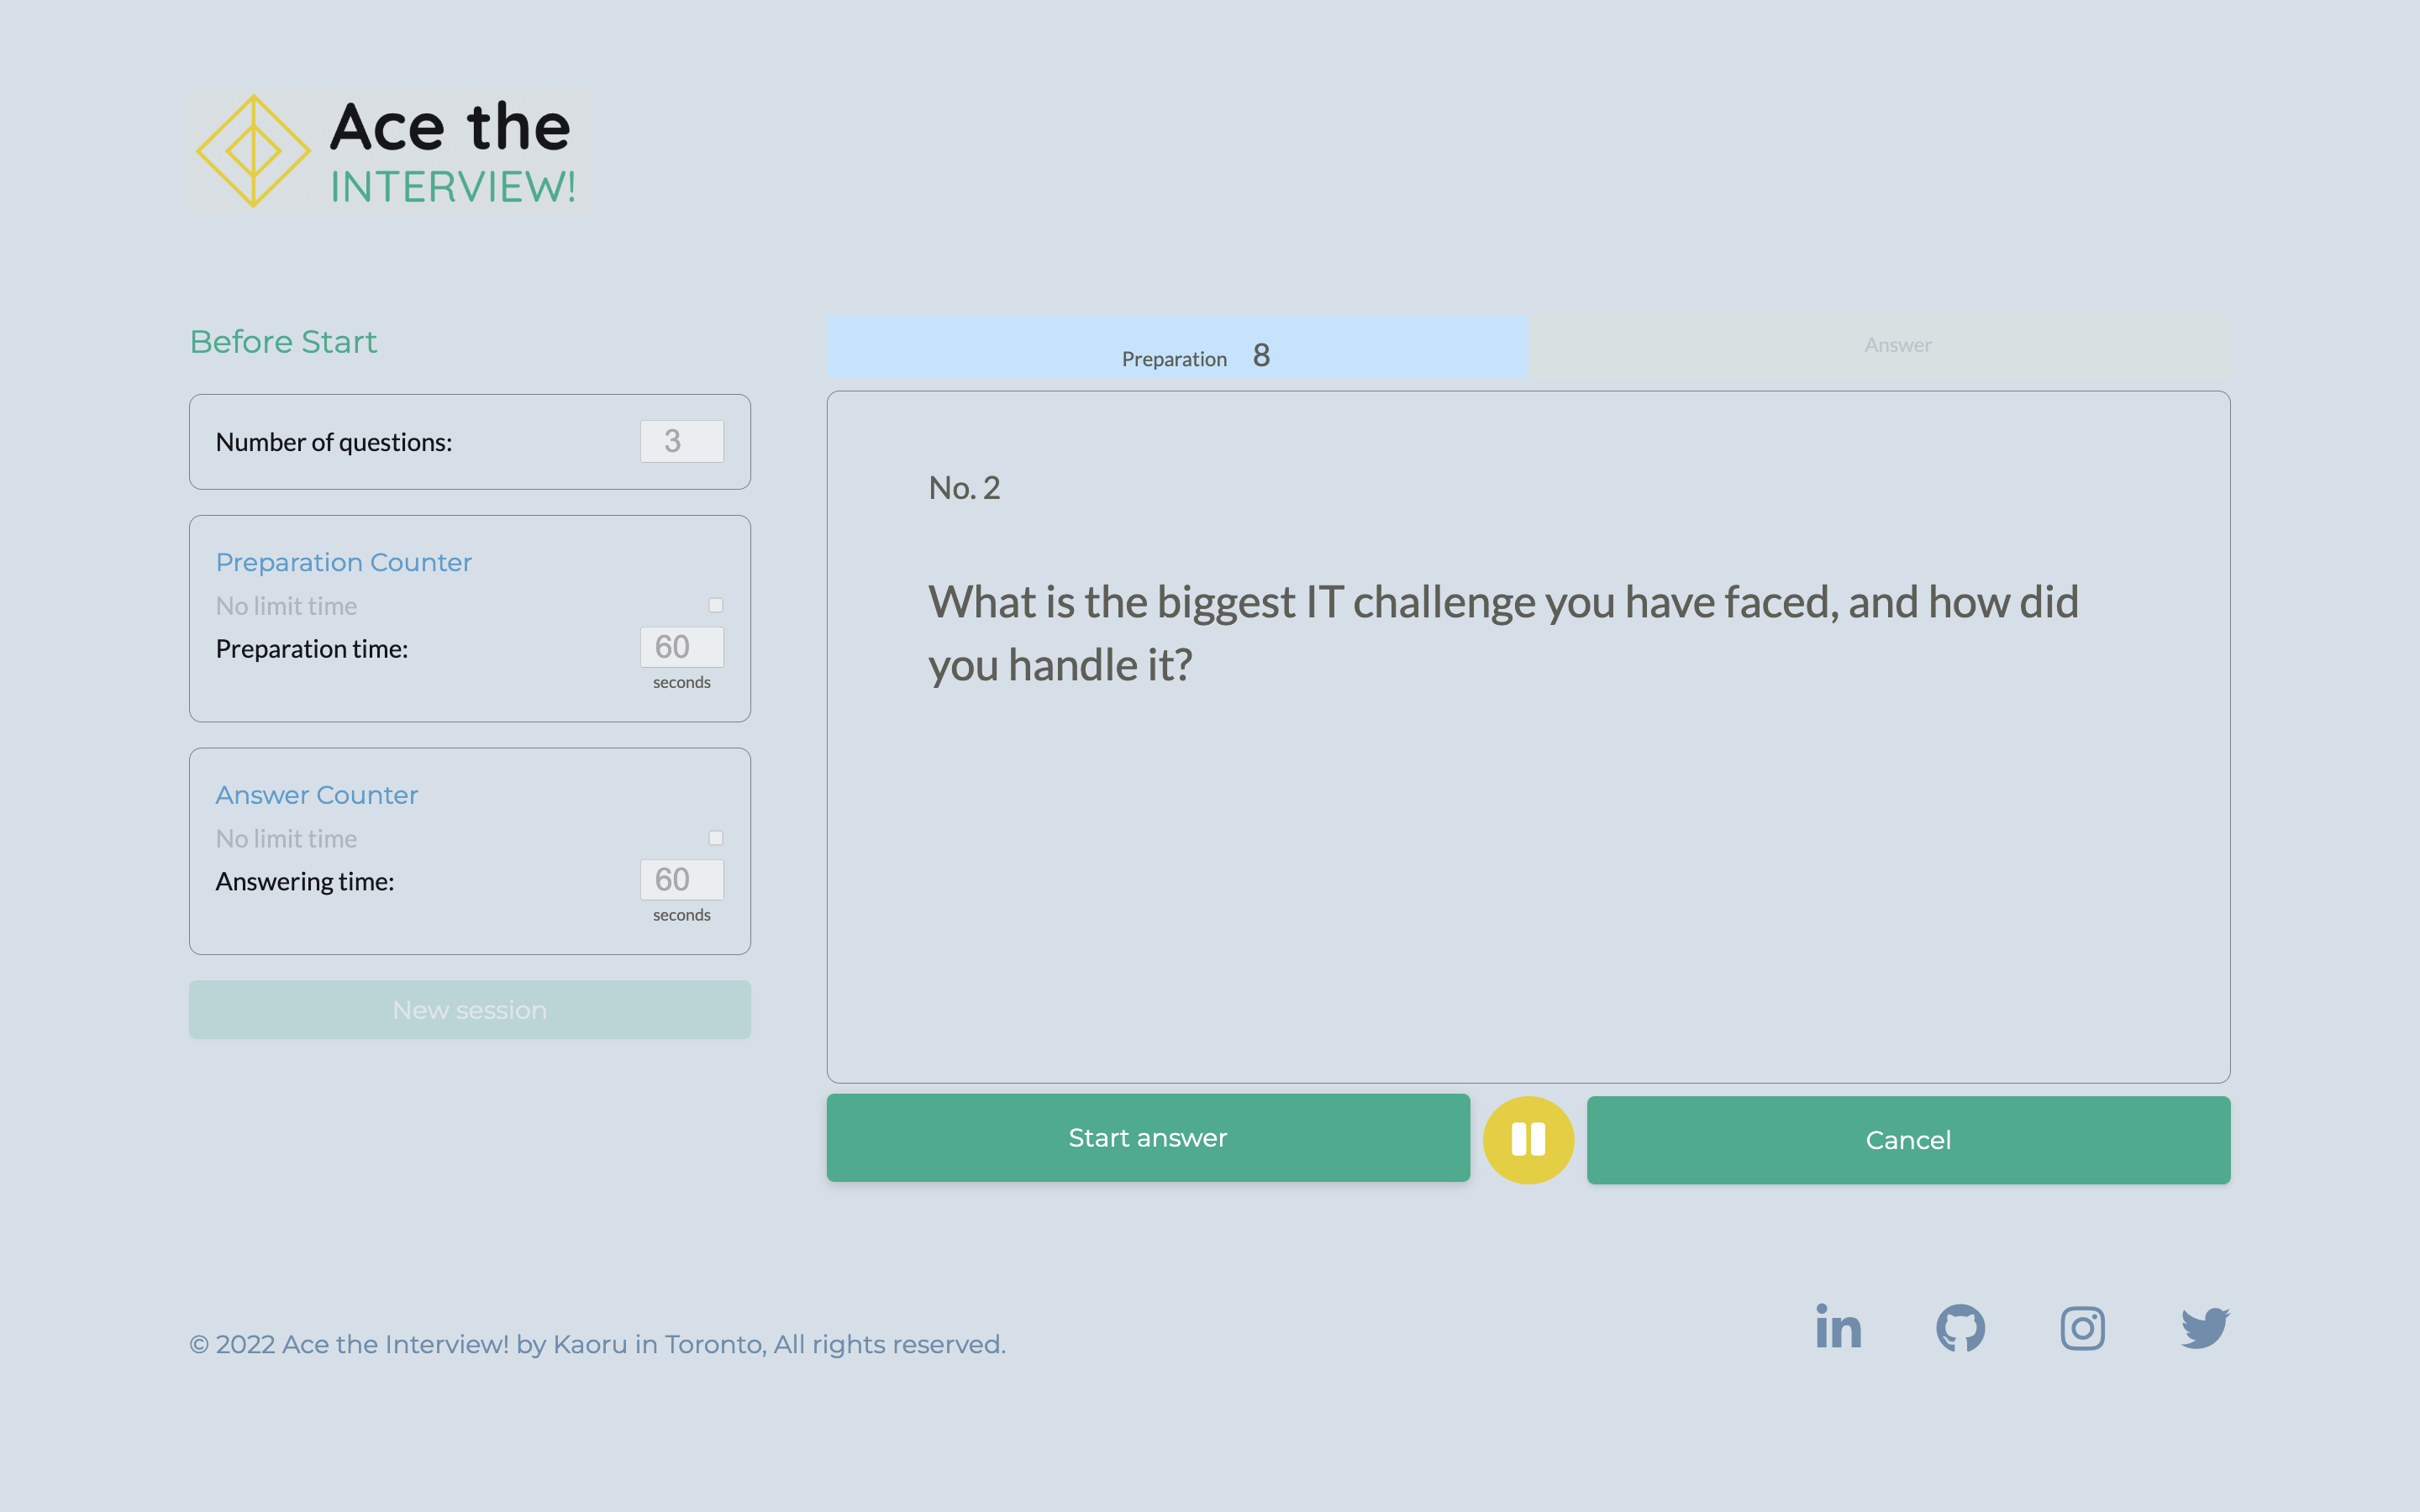 Ace the
INTERVIEW!
Before Start
Number of questions: 3
Preparation Counter
No limit time
Preparation time: 60
seconds
Answer Counter
No limit time
Answering time: 60
seconds
New session
Preparation 8
Answer
No. 2
What is the biggest IT challenge you have faced, and how did
you handle it?
Start answer
Cancel
© 2022 Ace the Interview! by Kaoru in Toronto, All rights reserved.
in